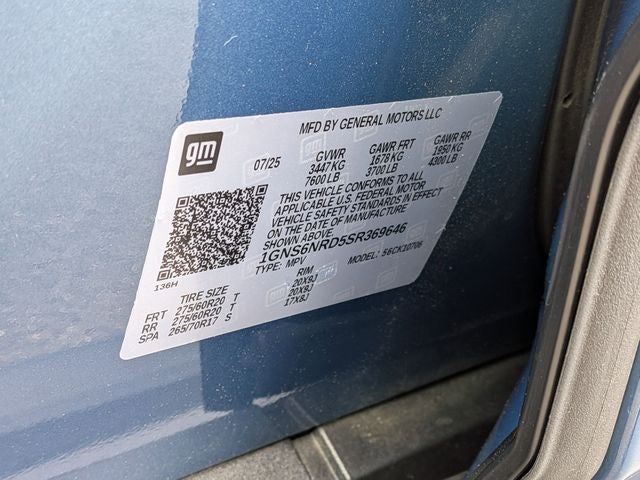 gm
MFD BY GENERAL MOTORS LLC
07/25 GVWR GAWR FRT GAWR RR
3447 KG 1678 KG 1950 KG
7600 LB 3700 LB 4300 LB
THIS VEHICLE CONFORMS TO ALL
APPLICABLE U.S. FEDERAL MOTOR
VEHICLE SAFETY STANDARDS IN EFFECT
ON THE DATE OF MANUFACTURE
SHOWN ABOVE.
1GNS6NRD5SR369646
TYPE: MPV MODEL: 56CK10706
136H
TIRE SIZE RIM
FRT 275/60R20 T 20X9J
RR 275/60R20 T 20X9J
SPA 265/70R17 S 17X8J